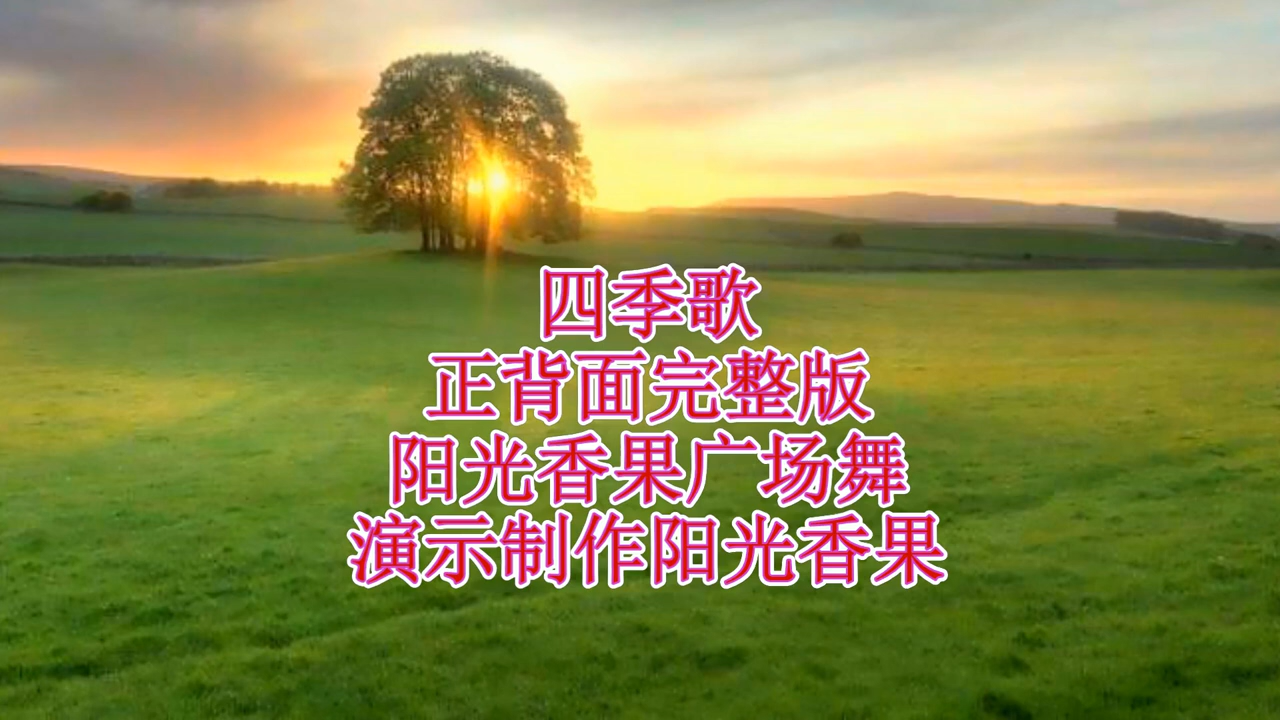 四季歌
正背面完整版
阳光香果广场舞
演示制作阳光香果